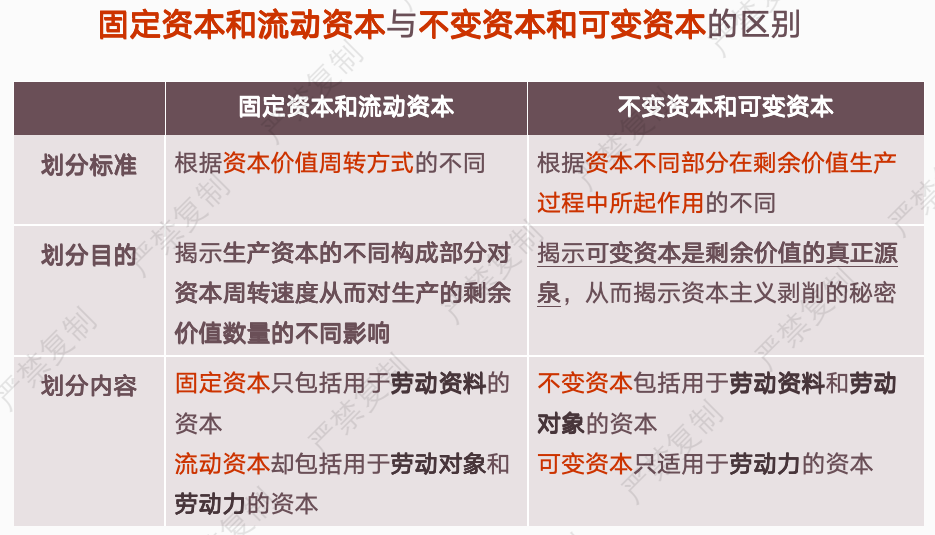 固定资本和流动资本与不变资本和可变资本的区别
固定资本和流动资本
不变资本和可变资本
划分标准
根据资本价值周转方式的不同
根据资本不同部分在剩余价值生产
过程中所起作用的不同
划分目的
揭示生产资本的不同构成部分对
资本周转速度从而对生产的剩余
价值数量的不同影响
揭示可变资本是剩余价值的真正源
泉，从而揭示资本主义剥削的秘密
划分内容
固定资本只包括用于劳动资料的
资本
流动资本却包括用于劳动对象和
劳动力的资本
不变资本包括用于劳动资料和劳动
对象的资本
可变资本只适用于劳动力的资本
严禁复制
严禁复制
严禁复制
严禁复制
严禁复制
严禁复制
严禁复制
严禁复制